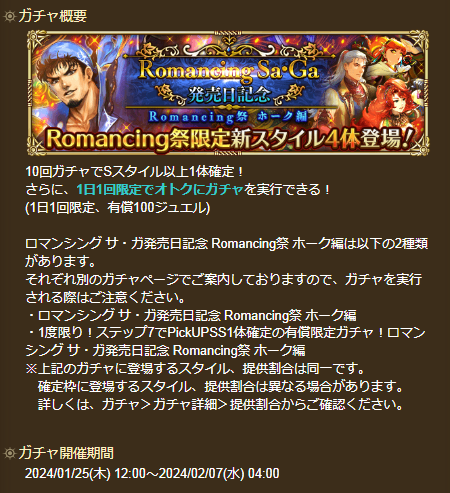 ガチャ概要
Romancing Sa・Ga
発売日記念
Romancing祭 ホーク編
Romancing祭限定新スタイル4体登場！
10回ガチャでSスタイル以上1体確定！
さらに、1日1回限定でオトクにガチャを実行できる！
(1日1回限定、有償100ジュエル)
ロマンシング サ・ガ発売日記念 Romancing祭 ホーク編は以下の2種類
があります。
それぞれ別のガチャページでご案内しておりますので、ガチャを実行
される際はご注意ください。
・ロマンシング サ・ガ発売日記念 Romancing祭 ホーク編
・1度限り！ステップ7でPickUPSS1体確定の有償限定ガチャ！ロマン
シング サ・ガ発売日記念 Romancing祭 ホーク編
※上記のガチャに登場するスタイル、提供割合は同一です。
確定枠に登場するスタイル、提供割合は異なる場合があります。
詳しくは、ガチャ＞ガチャ詳細＞提供割合からご確認ください。
ガチャ開催期間
2024/01/25(木) 12:00～2024/02/07(水) 04:00